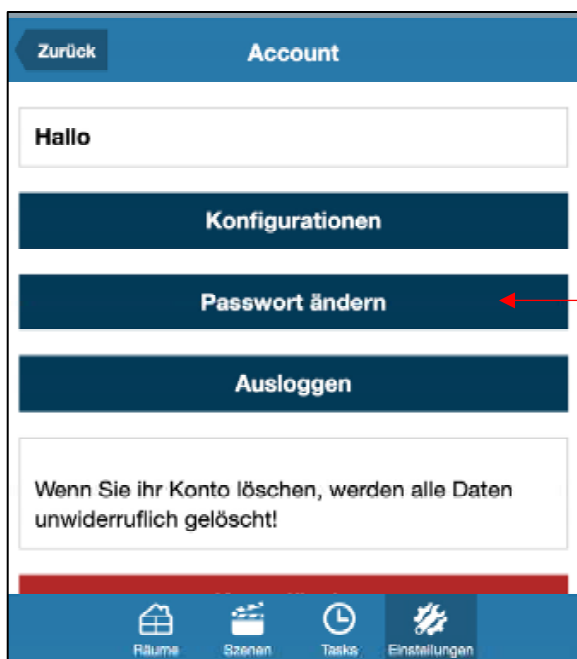 Zurück
Account
Hallo
Konfigurationen
Passwort ändern
Ausloggen
Wenn Sie ihr Konto löschen, werden alle Daten
unwiderruflich gelöscht!
Räume
Szenen
Tasks
Einstellungen